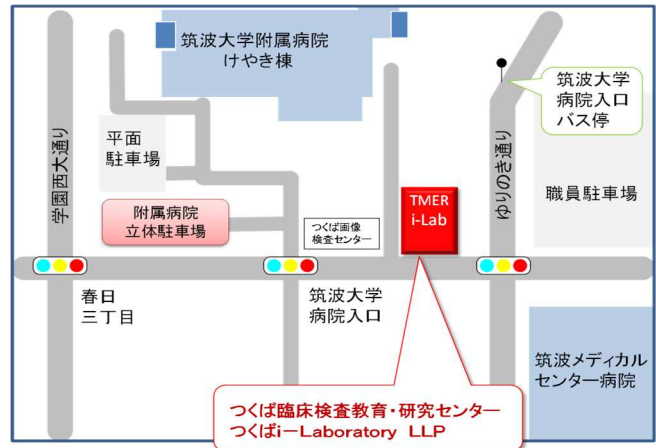 筑波大学附属病院
けやき棟
筑波大学
病院入口
バス停
平面
駐車場
学園西大通り
ゆりのき通り
職員駐車場
附属病院
立体駐車場
つくば画像
検査センター
TMER
i-Lab
春日
三丁目
筑波大学
病院入口
筑波メディカル
センター病院
つくば臨床検査教育・研究センター
つくばi－Laboratory LLP